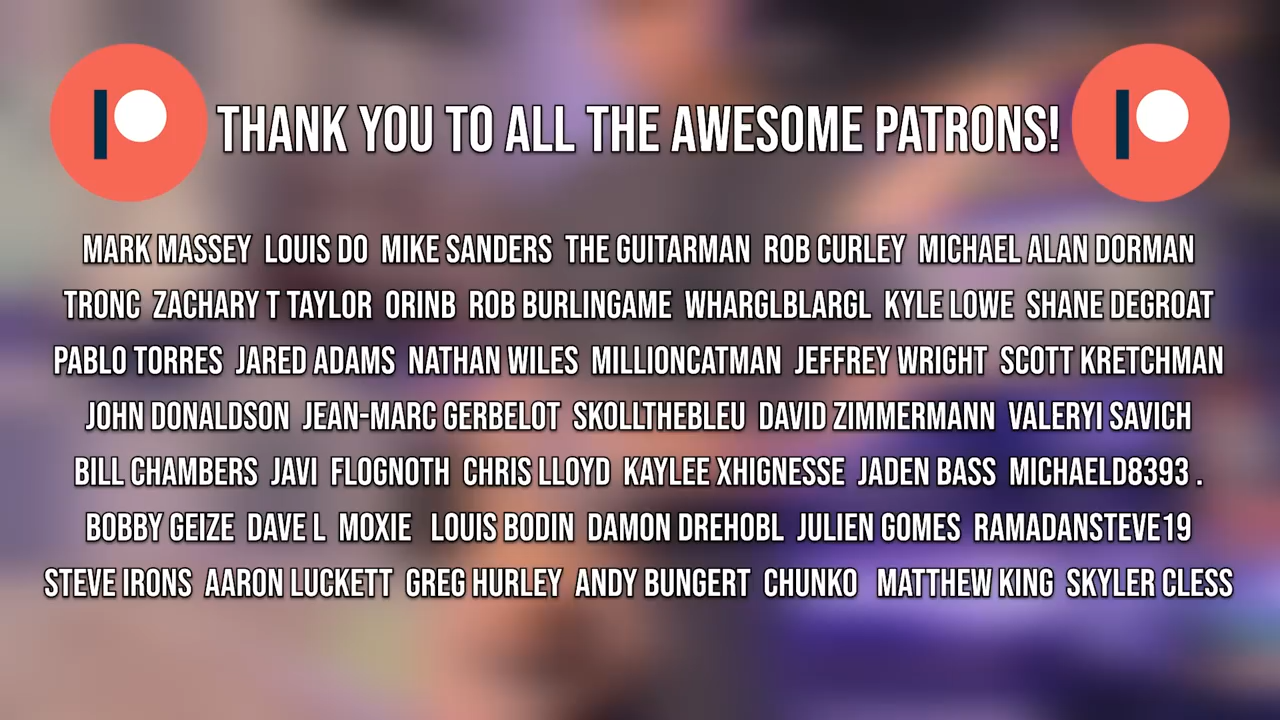 THANK YOU TO ALL THE AWESOME PATRONS!
MARK MASSEY LOUIS DO MIKE SANDERS THE GUITARMAN ROB CURLEY MICHAEL ALAN DORMAN
TRONC ZACHARY T TAYLOR ORINB ROB BURLINGAME WHARGLBLARGL KYLE LOWE SHANE DEGROAT
PABLO TORRES JARED ADAMS NATHAN WILES MILLIONCATMAN JEFFREY WRIGHT SCOTT KRETCHMAN
JOHN DONALDSON JEAN-MARC GERBELOT SKOLLTHEBLEU DAVID ZIMMERMANN VALERYI SAVICH
BILL CHAMBERS JAVI FLOGNOTH CHRIS LLOYD KAYLEE XHIGNESSE JADEN BASS MICHAELD8393 .
BOBBY GEIZE DAVE L MOXIE LOUIS BODIN DAMON DREHOBL JULIEN GOMES RAMADANSTEVE19
STEVE IRONS AARON LUCKETT GREG HURLEY ANDY BUNGERT CHUNKO MATTHEW KING SKYLER CLESS